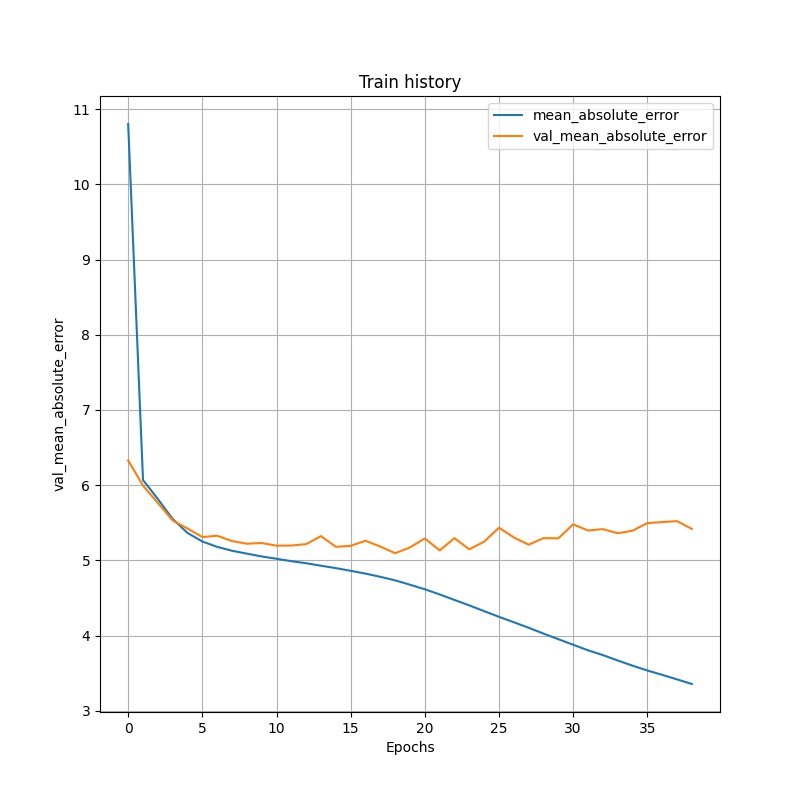 Train history
mean_absolute_error
val_mean_absolute_error
val_mean_absolute_error
11
10
9
8
7
6
5
4
3
0 5 10 15 20 25 30 35
Epochs